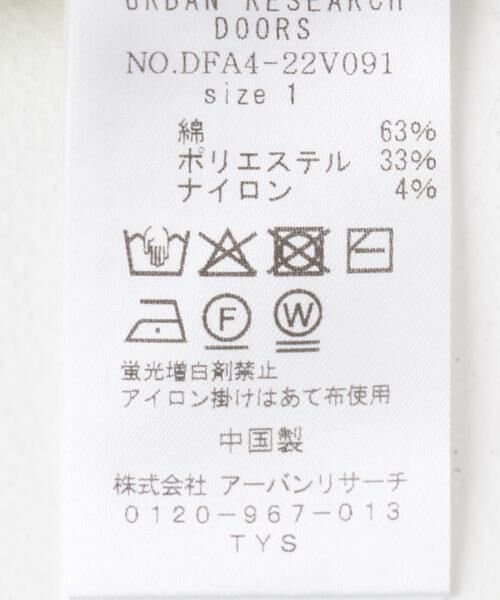 URBAN RESEARCH
DOORS
NO.DFA4-22V091
size 1
綿 63%
ポリエステル 33%
ナイロン 4%
F W
蛍光増白剤禁止
アイロン掛けはあて布使用
中国製
株式会社 アーバンリサーチ
0120-967-013
TYS